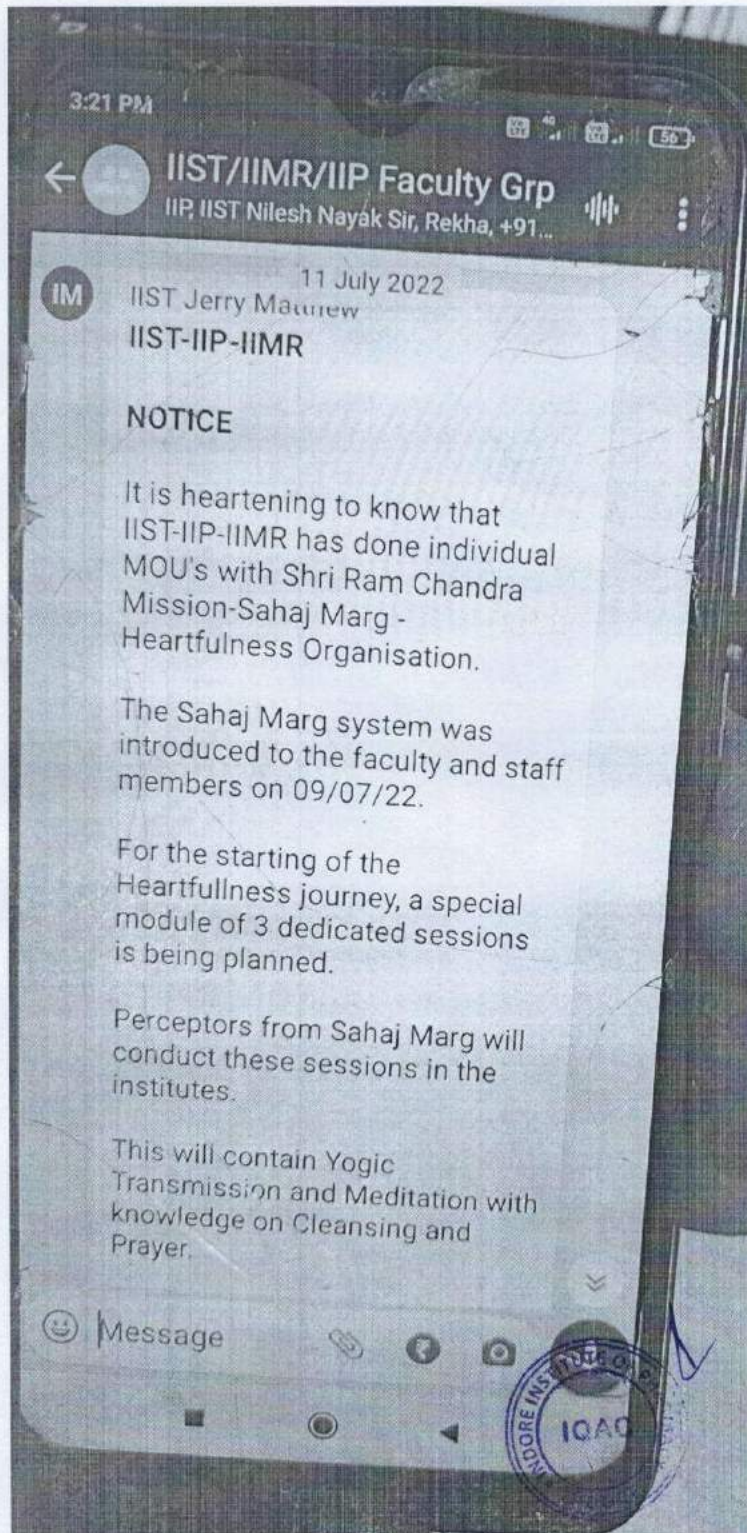 3:21 PM
4G
56
IIST/IIMR/IIP Faculty Grp
IIP, IIST Nilesh Nayak Sir, Rekha, +91...
11 July 2022
IM
IIST Jerry Matthew
IIST-IIP-IIMR
NOTICE
It is heartening to know that
IIST-IIP-IIMR has done individual
MOU's with Shri Ram Chandra
Mission-Sahaj Marg -
Heartfulness Organisation.
The Sahaj Marg system was
introduced to the faculty and staff
members on 09/07/22.
For the starting of the
Heartfullness journey, a special
module of 3 dedicated sessions
is being planned.
Perceptors from Sahaj Marg will
conduct these sessions in the
institutes.
This will contain Yogic
Transmission and Meditation with
knowledge on Cleansing and
Prayer.
Message
INDORE INSTITUTE OF
IQAC